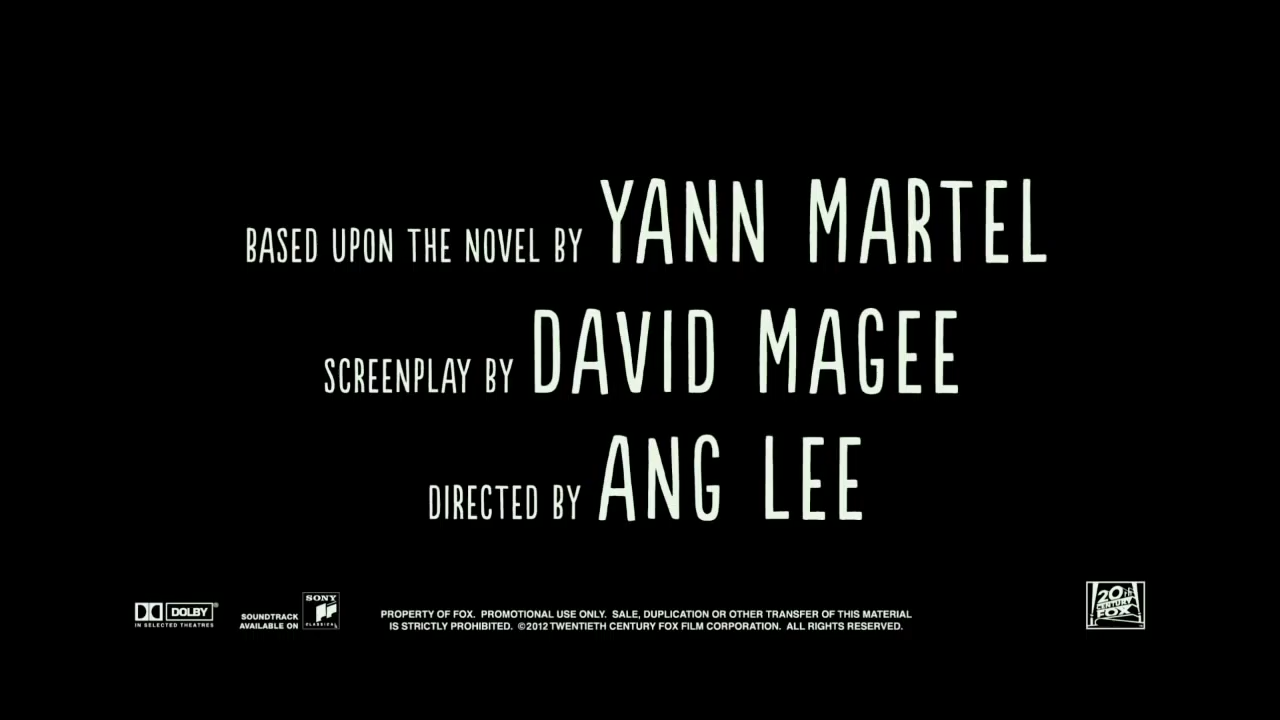 BASED UPON THE NOVEL BY YANN MARTEL
SCREENPLAY BY DAVID MAGEE
DIRECTED BY ANG LEE
DOLBY®
IN SELECTED THEATRES
SOUNDTRACK
AVAILABLE ON
SONY
CLASSICAL
PROPERTY OF FOX. PROMOTIONAL USE ONLY. SALE, DUPLICATION OR OTHER TRANSFER OF THIS MATERIAL
IS STRICTLY PROHIBITED. ©2012 TWENTIETH CENTURY FOX FILM CORPORATION. ALL RIGHTS RESERVED.
20th
CENTURY
FOX